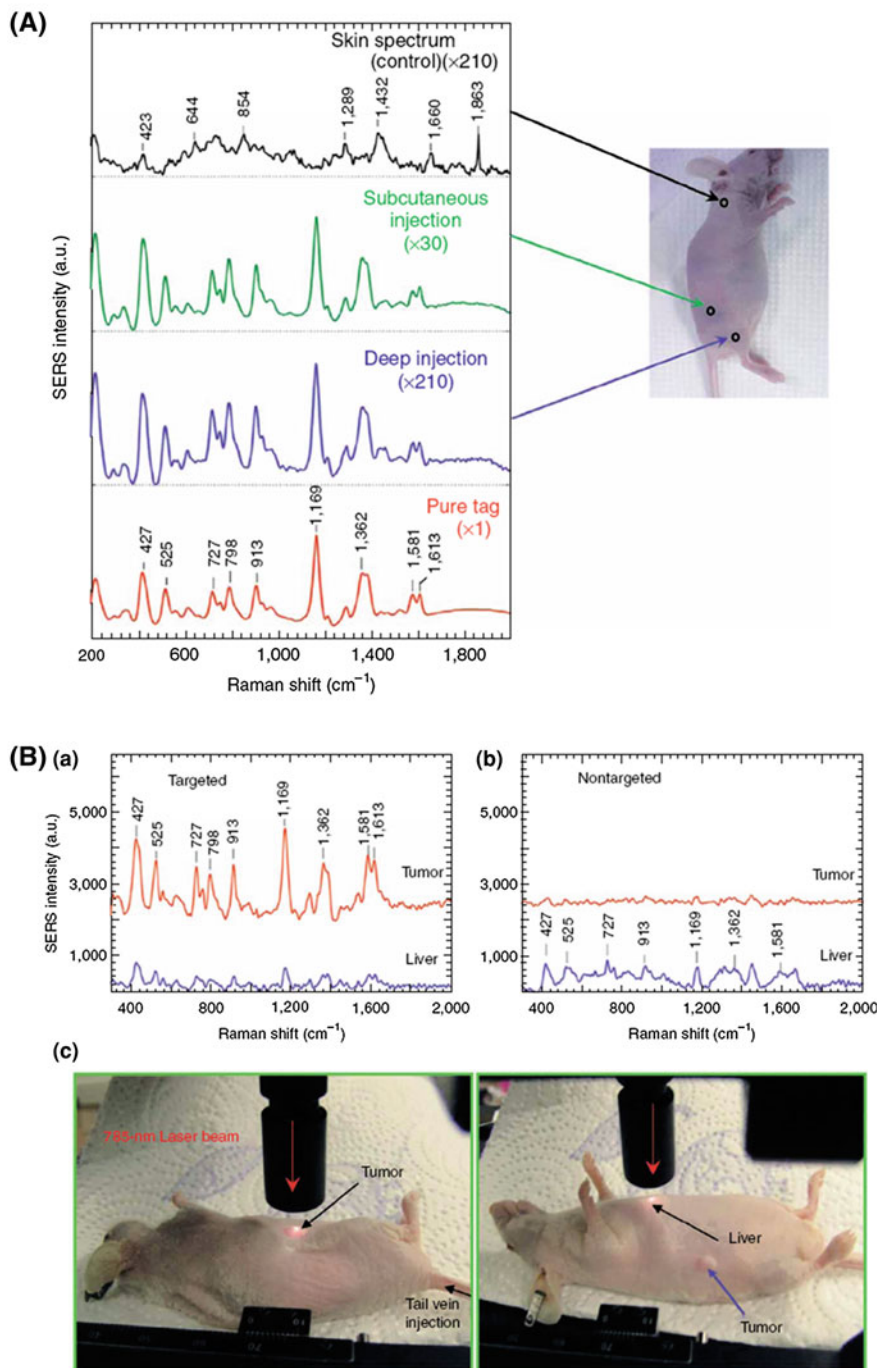 (A)
Skin spectrum
(control)(×210)
423
644
854
1,289
1,432
1,660
1,863
Subcutaneous
injection
(×30)
Deep injection
(×210)
Pure tag
(×1)
427
525
727
798
913
1,169
1,362
1,581
1,613
SERS intensity (a.u.)
200
600
1,000
1,400
1,800
Raman shift (cm⁻¹)
(B) (a)
Targeted
427
525
727
798
913
1,169
1,362
1,581
1,613
Tumor
Liver
5,000
3,000
1,000
SERS intensity (a.u.)
400
800
1,200
1,600
2,000
Raman shift (cm⁻¹)
(b)
Nontargeted
Tumor
427
525
727
913
1,169
1,362
1,581
Liver
5,000
3,000
1,000
400
800
1,200
1,600
2,000
Raman shift (cm⁻¹)
(c)
785-nm Laser beam
Tumor
Tail vein
injection
Liver
Tumor